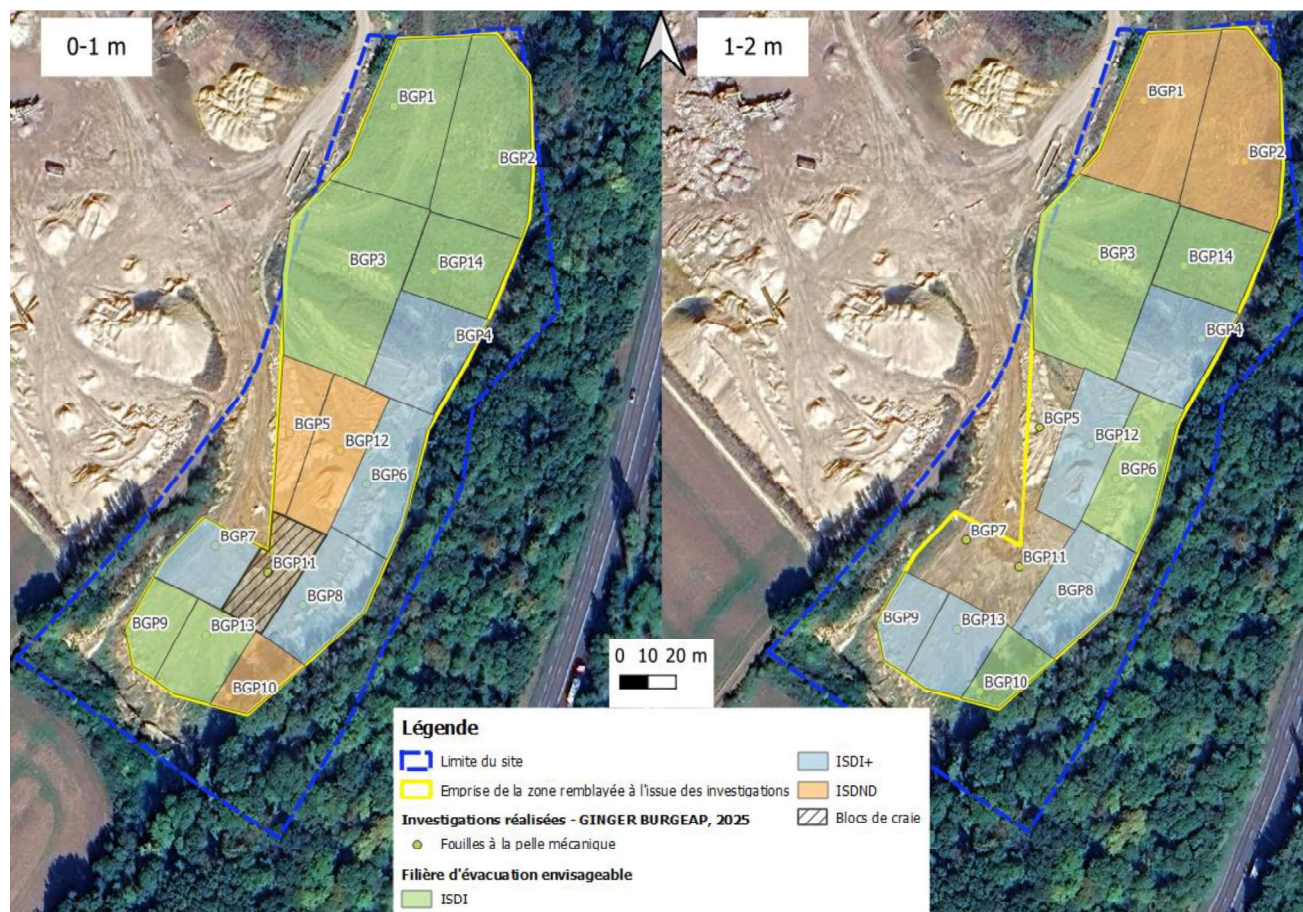 0-1 m
BGP1
BGP2
BGP3
BGP14
BGP4
BGP5
BGP12
BGP6
BGP7
BGP11
BGP8
BGP9
BGP13
BGP10
1-2 m
BGP1
BGP2
BGP3
BGP14
BGP4
BGP5
BGP12
BGP6
BGP7
BGP11
BGP8
BGP9
BGP13
BGP10
0 10 20 m
Légende
Limite du site
Emprise de la zone remblayée à l'issue des investigations
Investigations réalisées - GINGER BURGEAP, 2025
Fouilles à la pelle mécanique
Filière d'évacuation envisageable
ISDI
ISDI+
ISDND
Blocs de craie